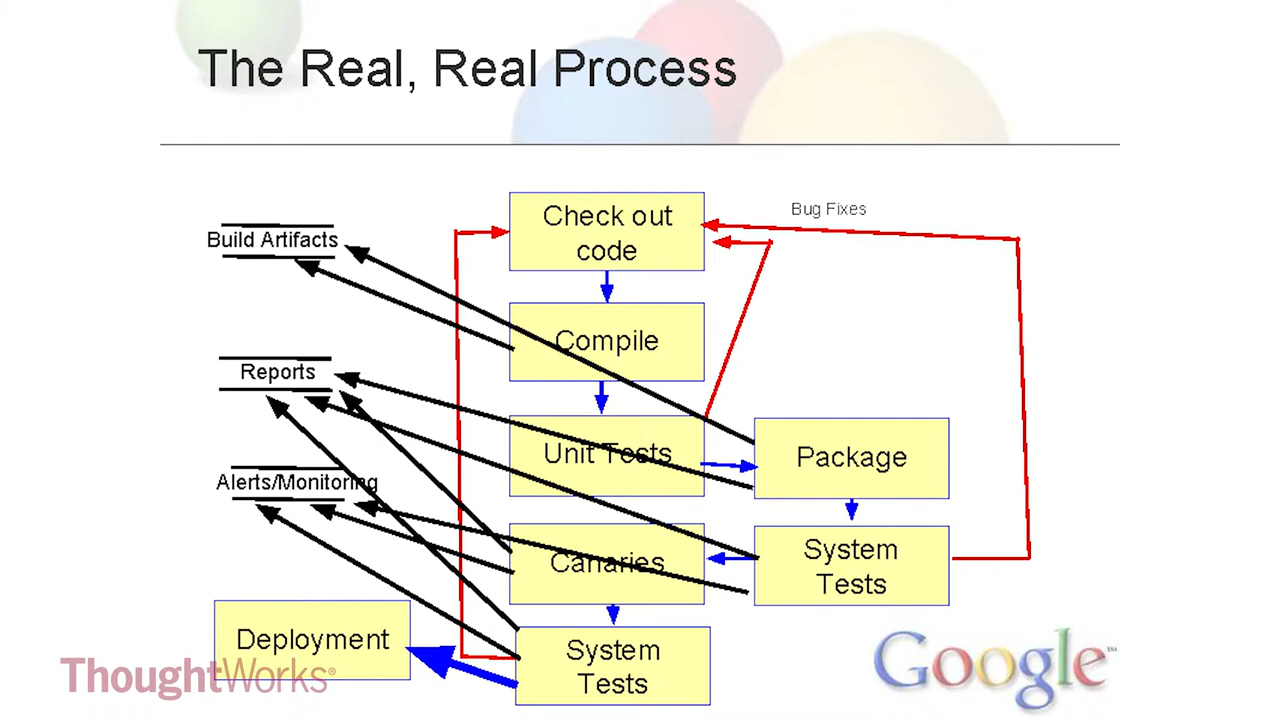 The Real, Real Process
Bug Fixes
Check out
code
Build Artifacts
Compile
Reports
Unit Tests
Package
Alerts/Monitoring
Canaries
System
Tests
Deployment
System
Tests
ThoughtWorks®
Google™